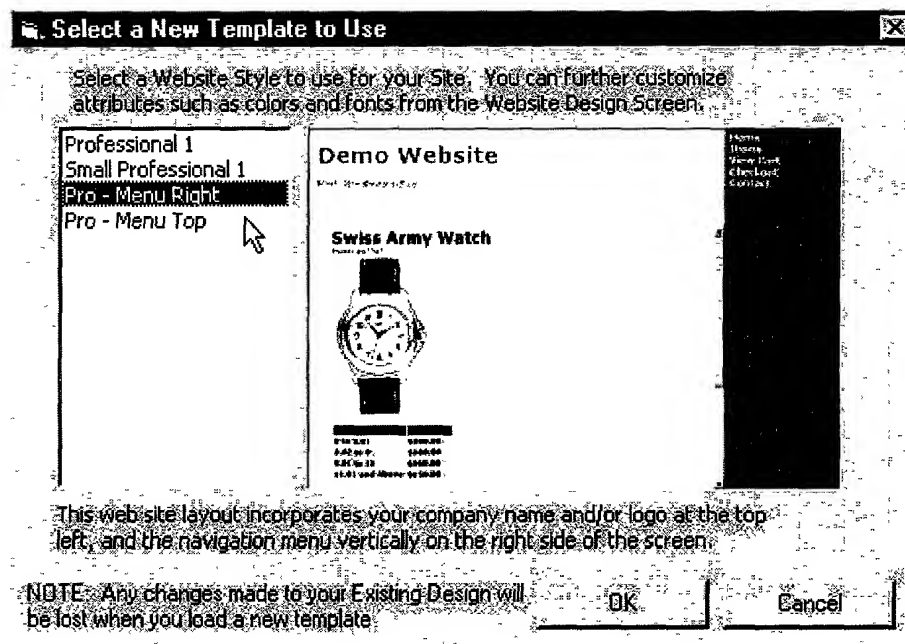 Select a New Template to Use
Select a Website Style to use for your Site. You can further customize
attributes such as colors and fonts from the Website Design Screen.
Professional 1
Small Professional 1
Pro - Menu Right
Pro - Menu Top
Demo Website
Swiss Army Watch
Home
View Cart
Checkout
Contact
This web site layout incorporates your company name and/or logo at the top
left, and the navigation menu vertically on the right side of the screen.
NOTE: Any changes made to your Existing Design will
be lost when you load a new template
OK
Cancel